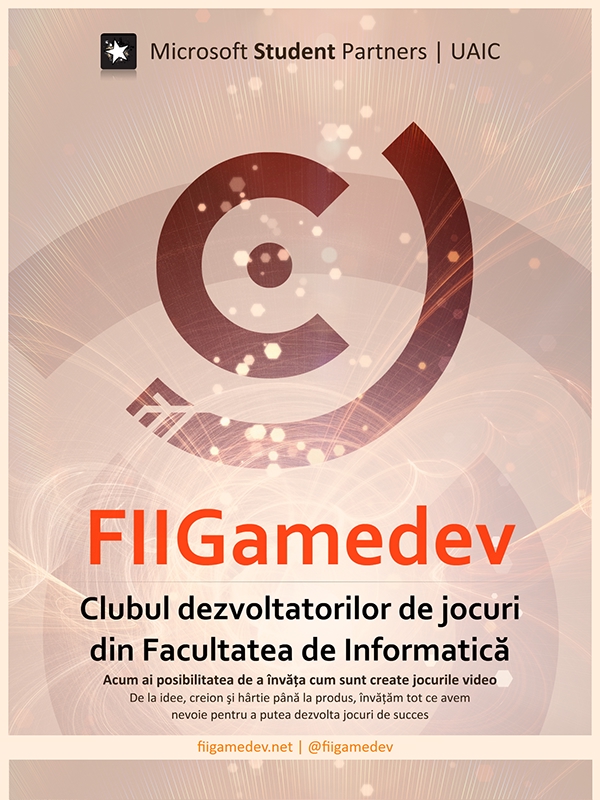 Microsoft Student Partners | UAIC
FIIGamedev
Clubul dezvoltatorilor de jocuri
din Facultatea de Informatică
Acum ai posibilitatea de a învăța cum sunt create jocurile video
De la idee, creion și hârtie până la produs, învățăm tot ce avem
nevoie pentru a putea dezvolta jocuri de succes
fiigamedev.net | @fiigamedev